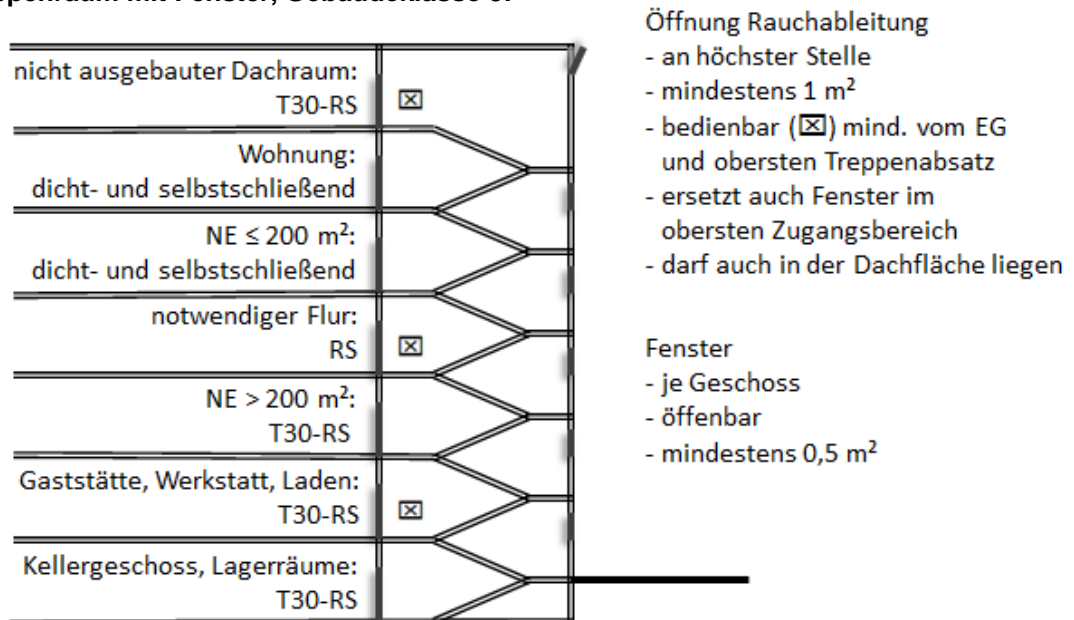 nicht ausgebauter Dachraum:
T30-RS
Wohnung:
dicht- und selbstschließend
NE ≤ 200 m²:
dicht- und selbstschließend
notwendiger Flur:
RS
NE > 200 m²:
T30-RS
Gaststätte, Werkstatt, Laden:
T30-RS
Kellergeschoss, Lagerräume:
T30-RS
Öffnung Rauchableitung
- an höchster Stelle
- mindestens 1 m²
- bedienbar (☒) mind. vom EG
und obersten Treppenabsatz
- ersetzt auch Fenster im
obersten Zugangsbereich
- darf auch in der Dachfläche liegen
Fenster
- je Geschoss
- öffenbar
- mindestens 0,5 m²